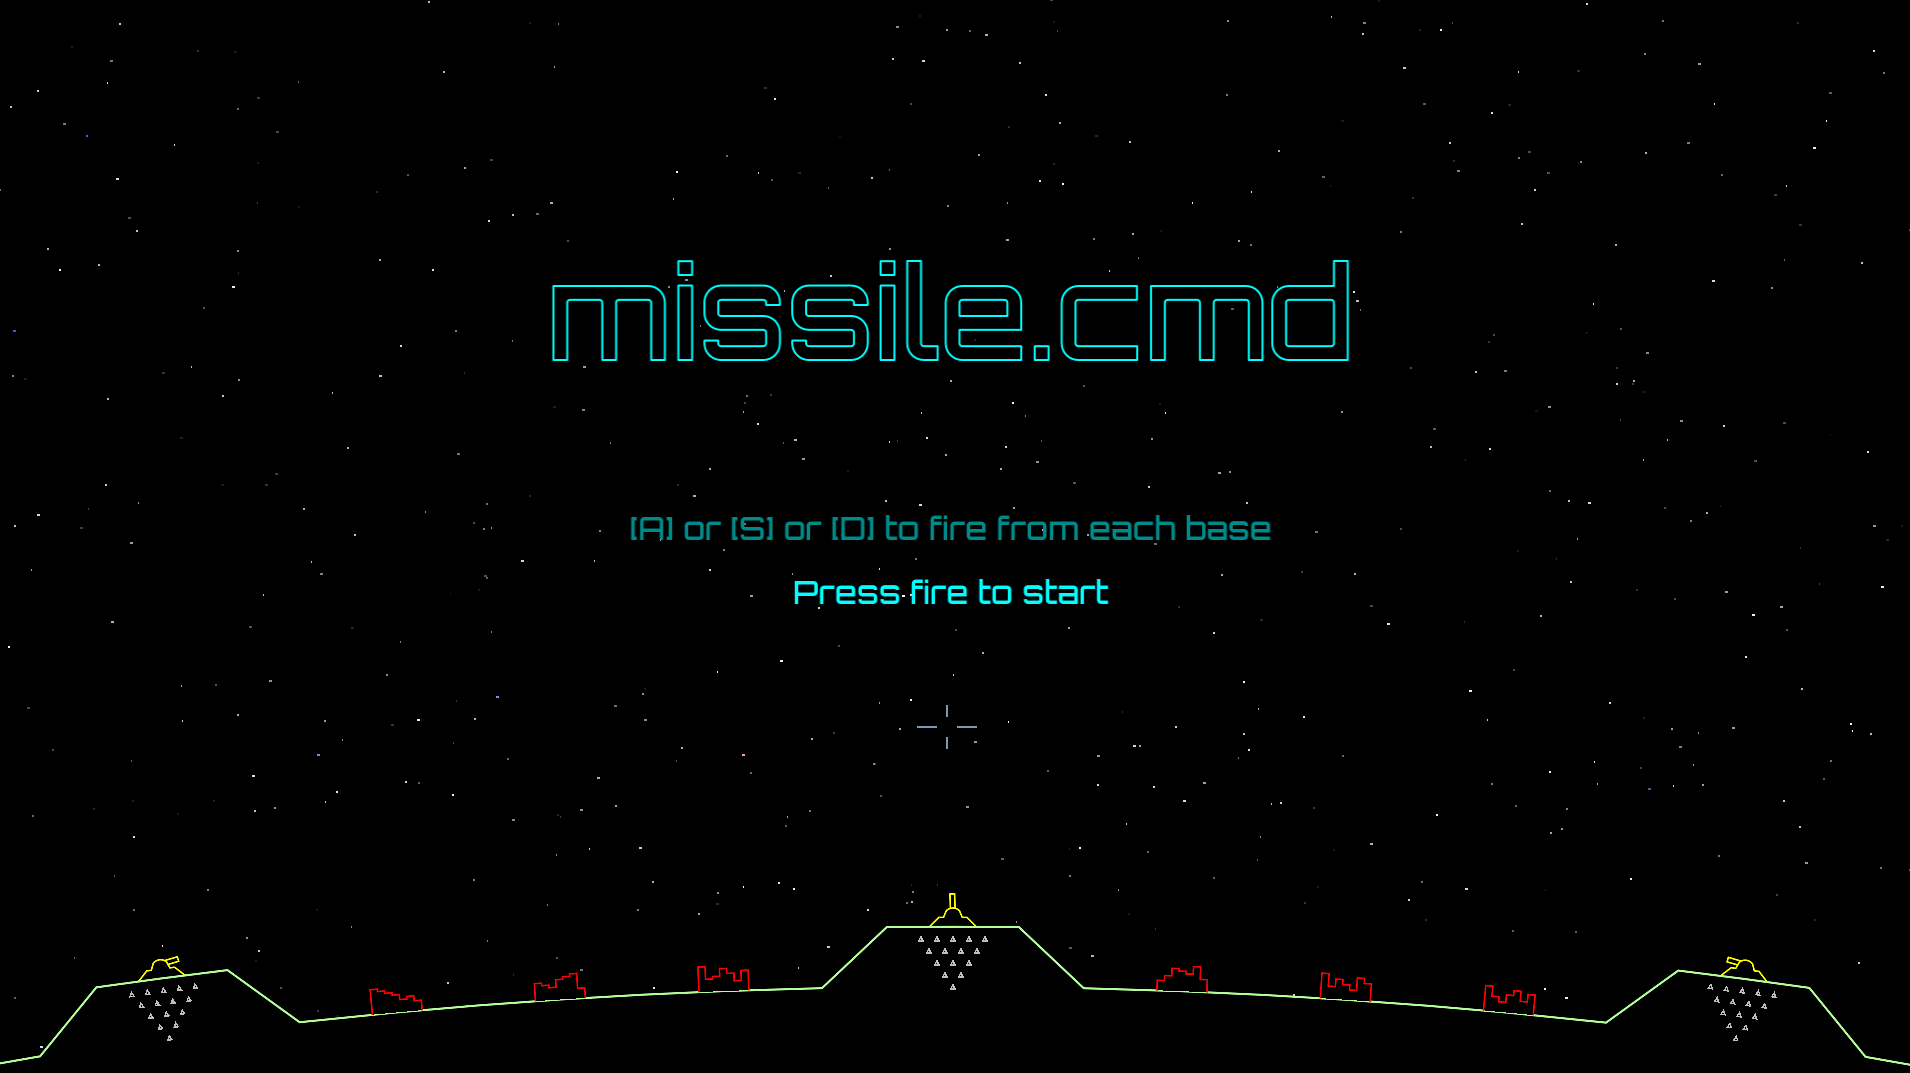 missile.cmd
[A] or [S] or [D] to fire from each base
Press fire to start